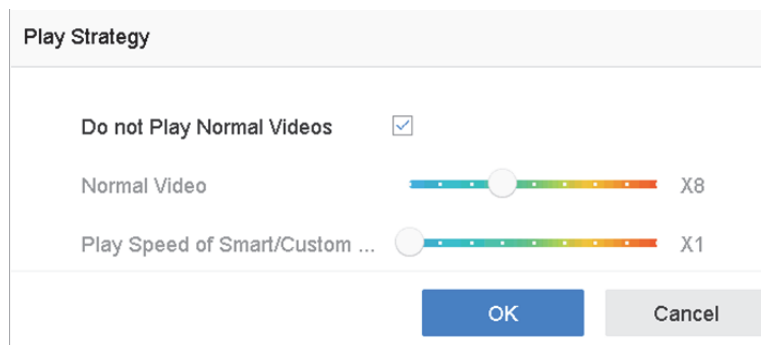 Play Strategy
Do not Play Normal Videos
Normal Video X8
Play Speed of Smart/Custom ... X1
OK Cancel